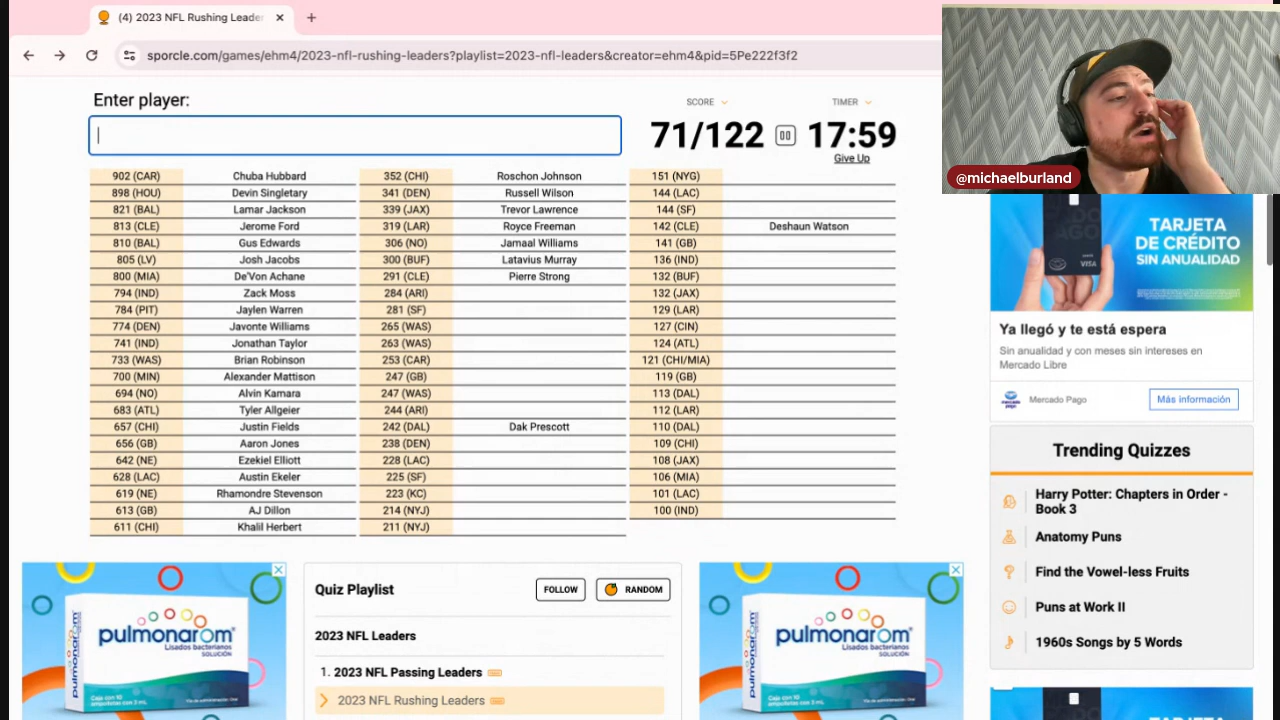 (4) 2023 NFL Rushing Leade
sporcle.com/games/ehm4/2023-nfl-rushing-leaders?playlist=2023-nfl-leaders&creator=ehm4&pid=5Pe222f3f2
@michaelburland
Enter player:
SCORE
TIMER
71/122
17:59
Give Up
902 (CAR) Chuba Hubbard
898 (HOU) Devin Singletary
821 (BAL) Lamar Jackson
813 (CLE) Jerome Ford
810 (BAL) Gus Edwards
805 (LV) Josh Jacobs
800 (MIA) De'Von Achane
794 (IND) Zack Moss
784 (PIT) Jaylen Warren
774 (DEN) Javonte Williams
741 (IND) Jonathan Taylor
733 (WAS) Brian Robinson
700 (MIN) Alexander Mattison
694 (NO) Alvin Kamara
683 (ATL) Tyler Allgeier
657 (CHI) Justin Fields
656 (GB) Aaron Jones
642 (NE) Ezekiel Elliott
628 (LAC) Austin Ekeler
619 (NE) Rhamondre Stevenson
613 (GB) AJ Dillon
611 (CHI) Khalil Herbert
352 (CHI) Roschon Johnson
341 (DEN) Russell Wilson
339 (JAX) Trevor Lawrence
319 (LAR) Royce Freeman
306 (NO) Jamaal Williams
300 (BUF) Latavius Murray
291 (CLE) Pierre Strong
284 (ARI)
281 (SF)
265 (WAS)
263 (WAS)
253 (CAR)
247 (GB)
247 (WAS)
244 (ARI)
242 (DAL) Dak Prescott
238 (DEN)
228 (LAC)
225 (SF)
223 (KC)
214 (NYJ)
211 (NYJ)
151 (NYG)
144 (LAC)
144 (SF)
142 (CLE) Deshaun Watson
141 (GB)
136 (IND)
132 (BUF)
132 (JAX)
129 (LAR)
127 (CIN)
124 (ATL)
121 (CHI/MIA)
119 (GB)
113 (DAL)
112 (LAR)
110 (DAL)
109 (CHI)
108 (JAX)
106 (MIA)
101 (LAC)
100 (IND)
TARJETA
DE CRÉDITO
SIN ANUALIDAD
VISA
Ya llegó y te está espera
Sin anualidad y con meses sin intereses en
Mercado Libre
Mercado Pago
Más información
Trending Quizzes
Harry Potter: Chapters in Order -
Book 3
Anatomy Puns
Find the Vowel-less Fruits
Puns at Work II
1960s Songs by 5 Words
pulmonarom
Lisados bacterianos
SOLUCIÓN
Quiz Playlist
FOLLOW
RANDOM
2023 NFL Leaders
1. 2023 NFL Passing Leaders
2023 NFL Rushing Leaders
pulmonarom
Lisados bacterianos
SOLUCIÓN